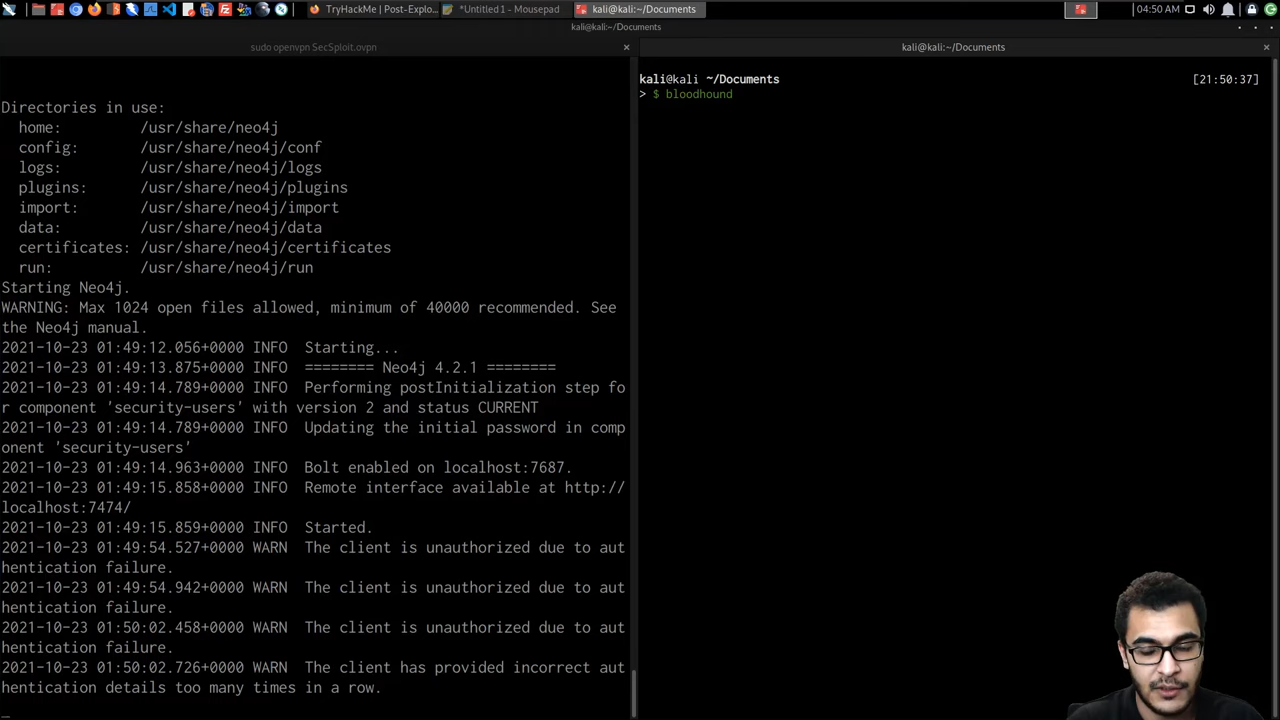 TryHackMe | Post-Explo…
*Untitled 1 - Mousepad
kali@kali:~/Documents
04:50 AM
kali@kali:~/Documents
sudo openvpn SecSploit.ovpn
Directories in use:
home: /usr/share/neo4j
config: /usr/share/neo4j/conf
logs: /usr/share/neo4j/logs
plugins: /usr/share/neo4j/plugins
import: /usr/share/neo4j/import
data: /usr/share/neo4j/data
certificates: /usr/share/neo4j/certificates
run: /usr/share/neo4j/run
Starting Neo4j.
WARNING: Max 1024 open files allowed, minimum of 40000 recommended. See
the Neo4j manual.
2021-10-23 01:49:12.056+0000 INFO Starting...
2021-10-23 01:49:13.875+0000 INFO ======== Neo4j 4.2.1 ========
2021-10-23 01:49:14.789+0000 INFO Performing postInitialization step fo
r component 'security-users' with version 2 and status CURRENT
2021-10-23 01:49:14.789+0000 INFO Updating the initial password in comp
onent 'security-users'
2021-10-23 01:49:14.963+0000 INFO Bolt enabled on localhost:7687.
2021-10-23 01:49:15.858+0000 INFO Remote interface available at http://
localhost:7474/
2021-10-23 01:49:15.859+0000 INFO Started.
2021-10-23 01:49:54.527+0000 WARN The client is unauthorized due to aut
hentication failure.
2021-10-23 01:49:54.942+0000 WARN The client is unauthorized due to aut
hentication failure.
2021-10-23 01:50:02.458+0000 WARN The client is unauthorized due to aut
hentication failure.
2021-10-23 01:50:02.726+0000 WARN The client has provided incorrect aut
hentication details too many times in a row.
kali@kali:~/Documents
kali@kali ~/Documents [21:50:37]
> $ bloodhound